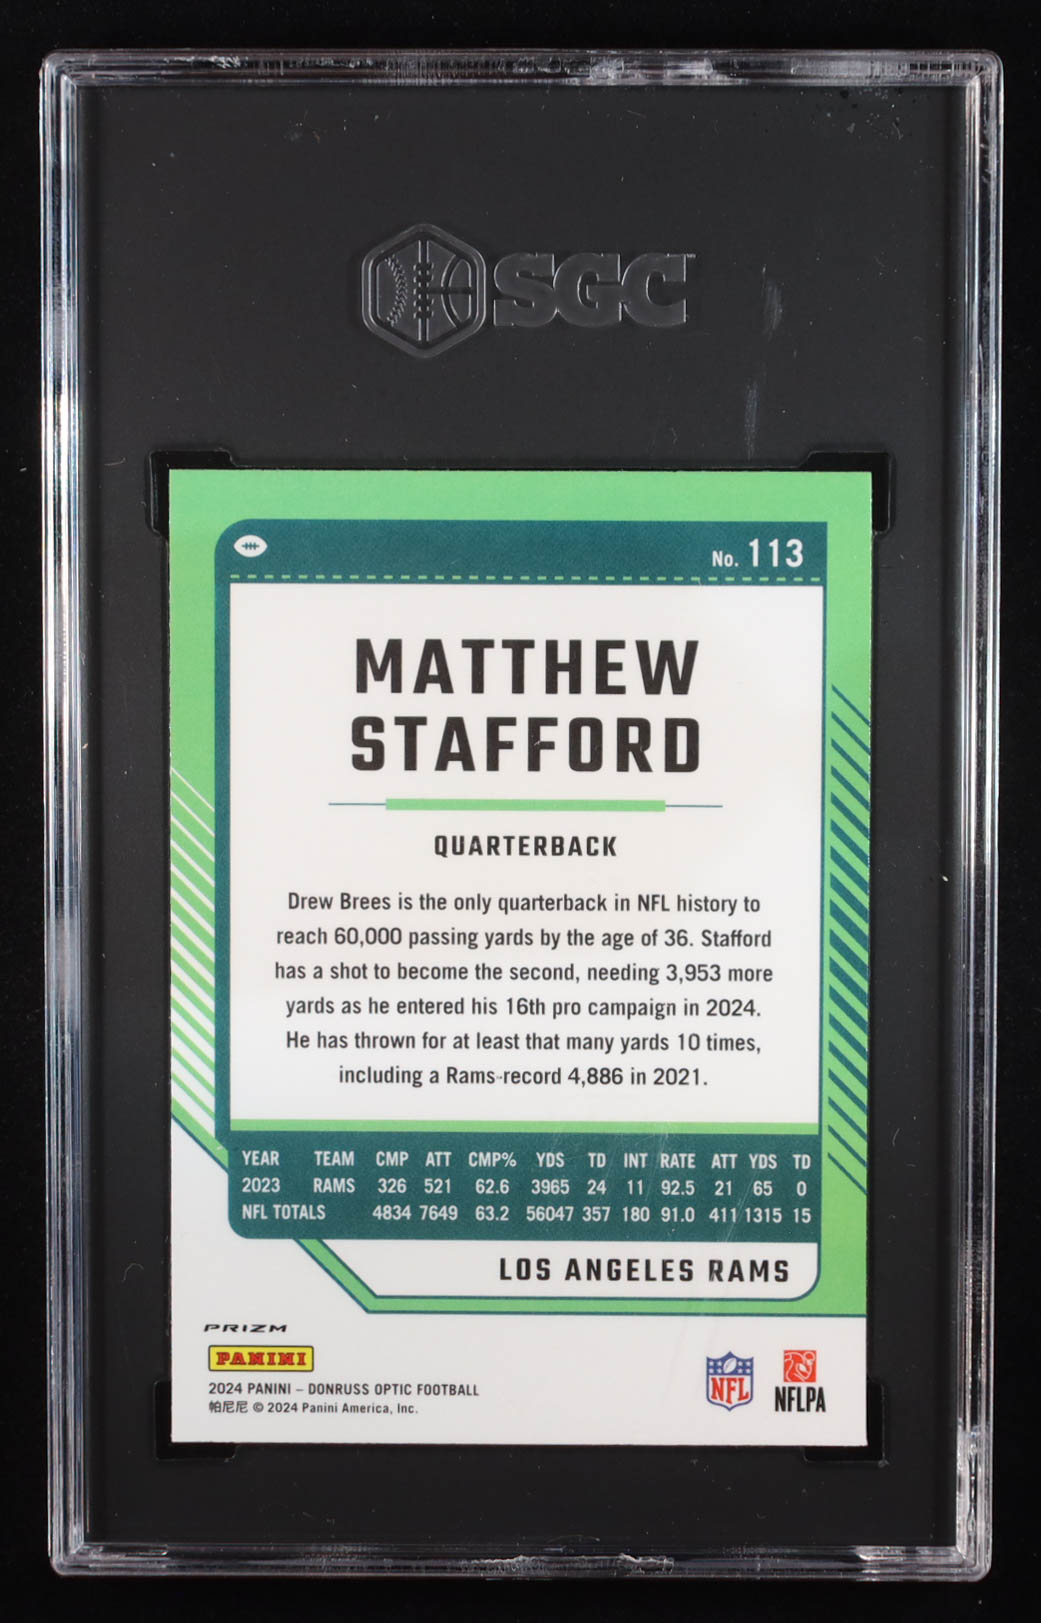 SGC
No. 113
MATTHEW
STAFFORD
QUARTERBACK
Drew Brees is the only quarterback in NFL history to
reach 60,000 passing yards by the age of 36. Stafford
has a shot to become the second, needing 3,953 more
yards as he entered his 16th pro campaign in 2024.
He has thrown for at least that many yards 10 times,
including a Rams-record 4,886 in 2021.
YEAR TEAM CMP ATT CMP% YDS TD INT RATE ATT YDS TD
2023 RAMS 326 521 62.6 3965 24 11 92.5 21 65 0
NFL TOTALS 4834 7649 63.2 56047 357 180 91.0 411 1315 15
LOS ANGELES RAMS
PRIZM
PANINI
2024 PANINI – DONRUSS OPTIC FOOTBALL
帕尼尼 © 2024 Panini America, Inc.
NFL
NFLPA